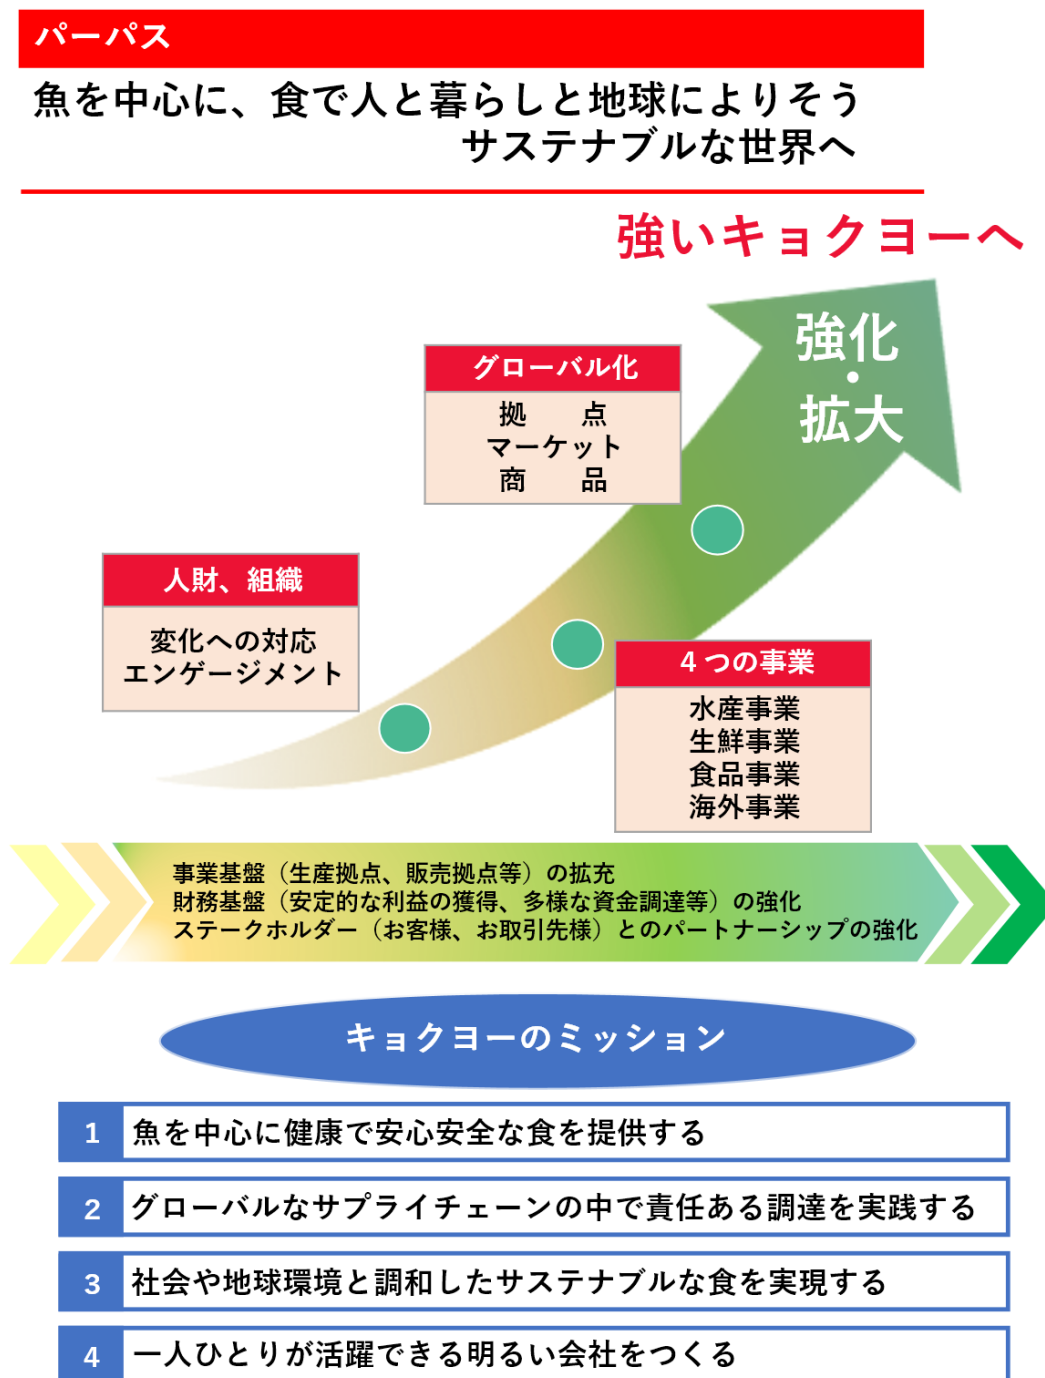 パーパス
魚を中心に、食で人と暮らしと地球によりそう
サステナブルな世界へ
強いキョクヨーへ
強化
・
拡大
グローバル化
拠　　点
マーケット
商　　品
人財、組織
変化への対応
エンゲージメント
4つの事業
水産事業
生鮮事業
食品事業
海外事業
事業基盤（生産拠点、販売拠点等）の拡充
財務基盤（安定的な利益の獲得、多様な資金調達等）の強化
ステークホルダー（お客様、お取引先様）とのパートナーシップの強化
キョクヨーのミッション
1 魚を中心に健康で安心安全な食を提供する
2 グローバルなサプライチェーンの中で責任ある調達を実践する
3 社会や地球環境と調和したサステナブルな食を実現する
4 一人ひとりが活躍できる明るい会社をつくる